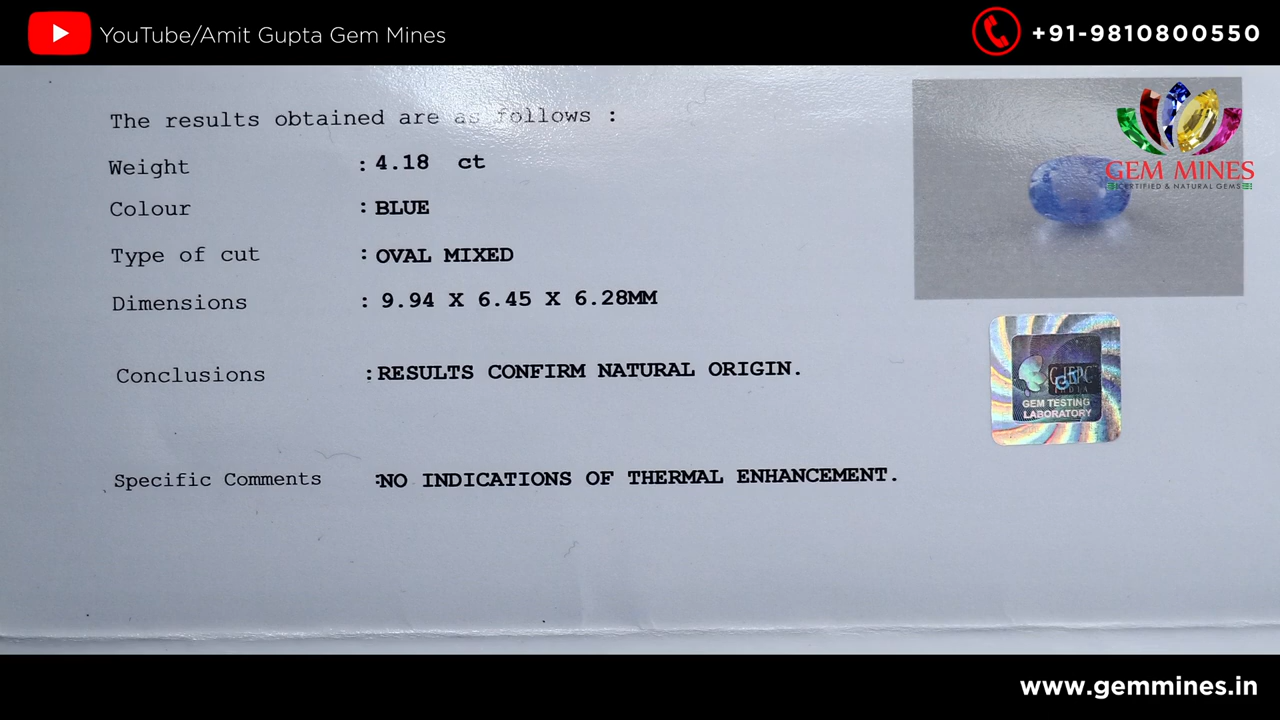 YouTube/Amit Gupta Gem Mines
+91-9810800550
The results obtained are as follows :
Weight : 4.18 ct
Colour : BLUE
Type of cut : OVAL MIXED
Dimensions : 9.94 X 6.45 X 6.28MM
Conclusions :RESULTS CONFIRM NATURAL ORIGIN.
Specific Comments :NO INDICATIONS OF THERMAL ENHANCEMENT.
GEM MINES
CERTIFIED & NATURAL GEMS
GEM TESTING
LABORATORY
www.gemmines.in